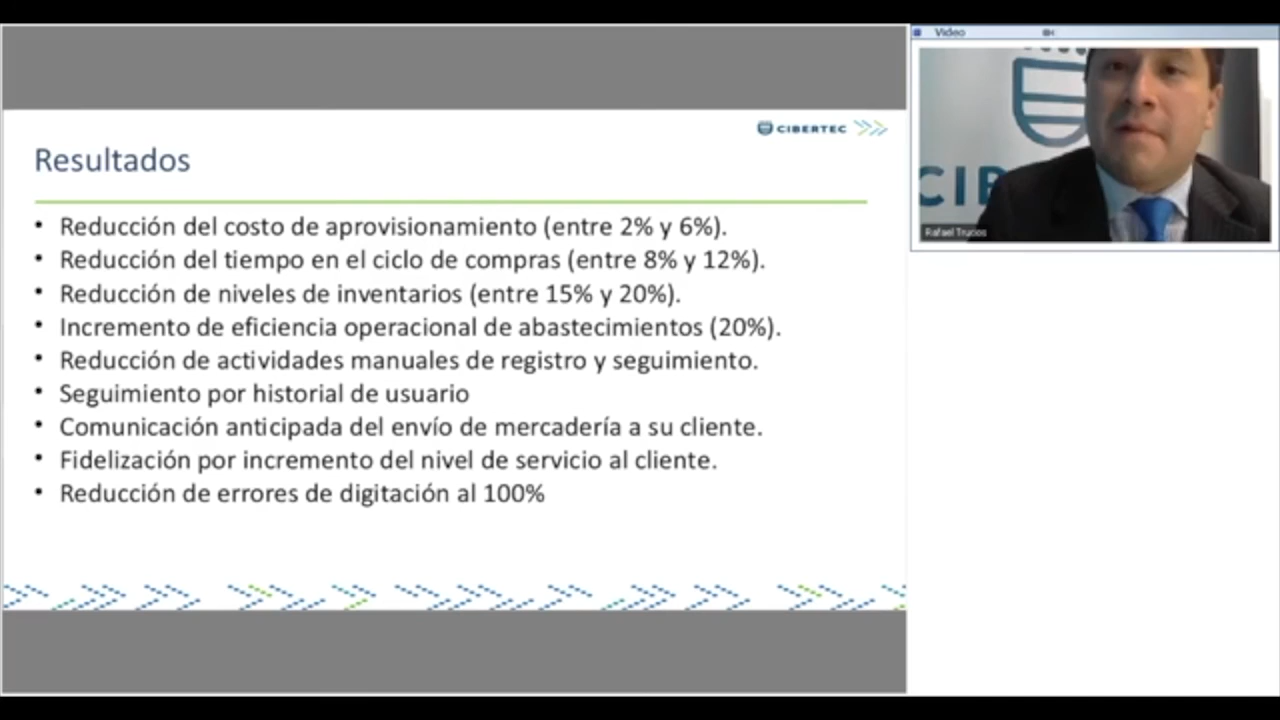 CIBERTEC
Resultados
• Reducción del costo de aprovisionamiento (entre 2% y 6%).
• Reducción del tiempo en el ciclo de compras (entre 8% y 12%).
• Reducción de niveles de inventarios (entre 15% y 20%).
• Incremento de eficiencia operacional de abastecimientos (20%).
• Reducción de actividades manuales de registro y seguimiento.
• Seguimiento por historial de usuario
• Comunicación anticipada del envío de mercadería a su cliente.
• Fidelización por incremento del nivel de servicio al cliente.
• Reducción de errores de digitación al 100%
Video
CIB
Rafael Trucios